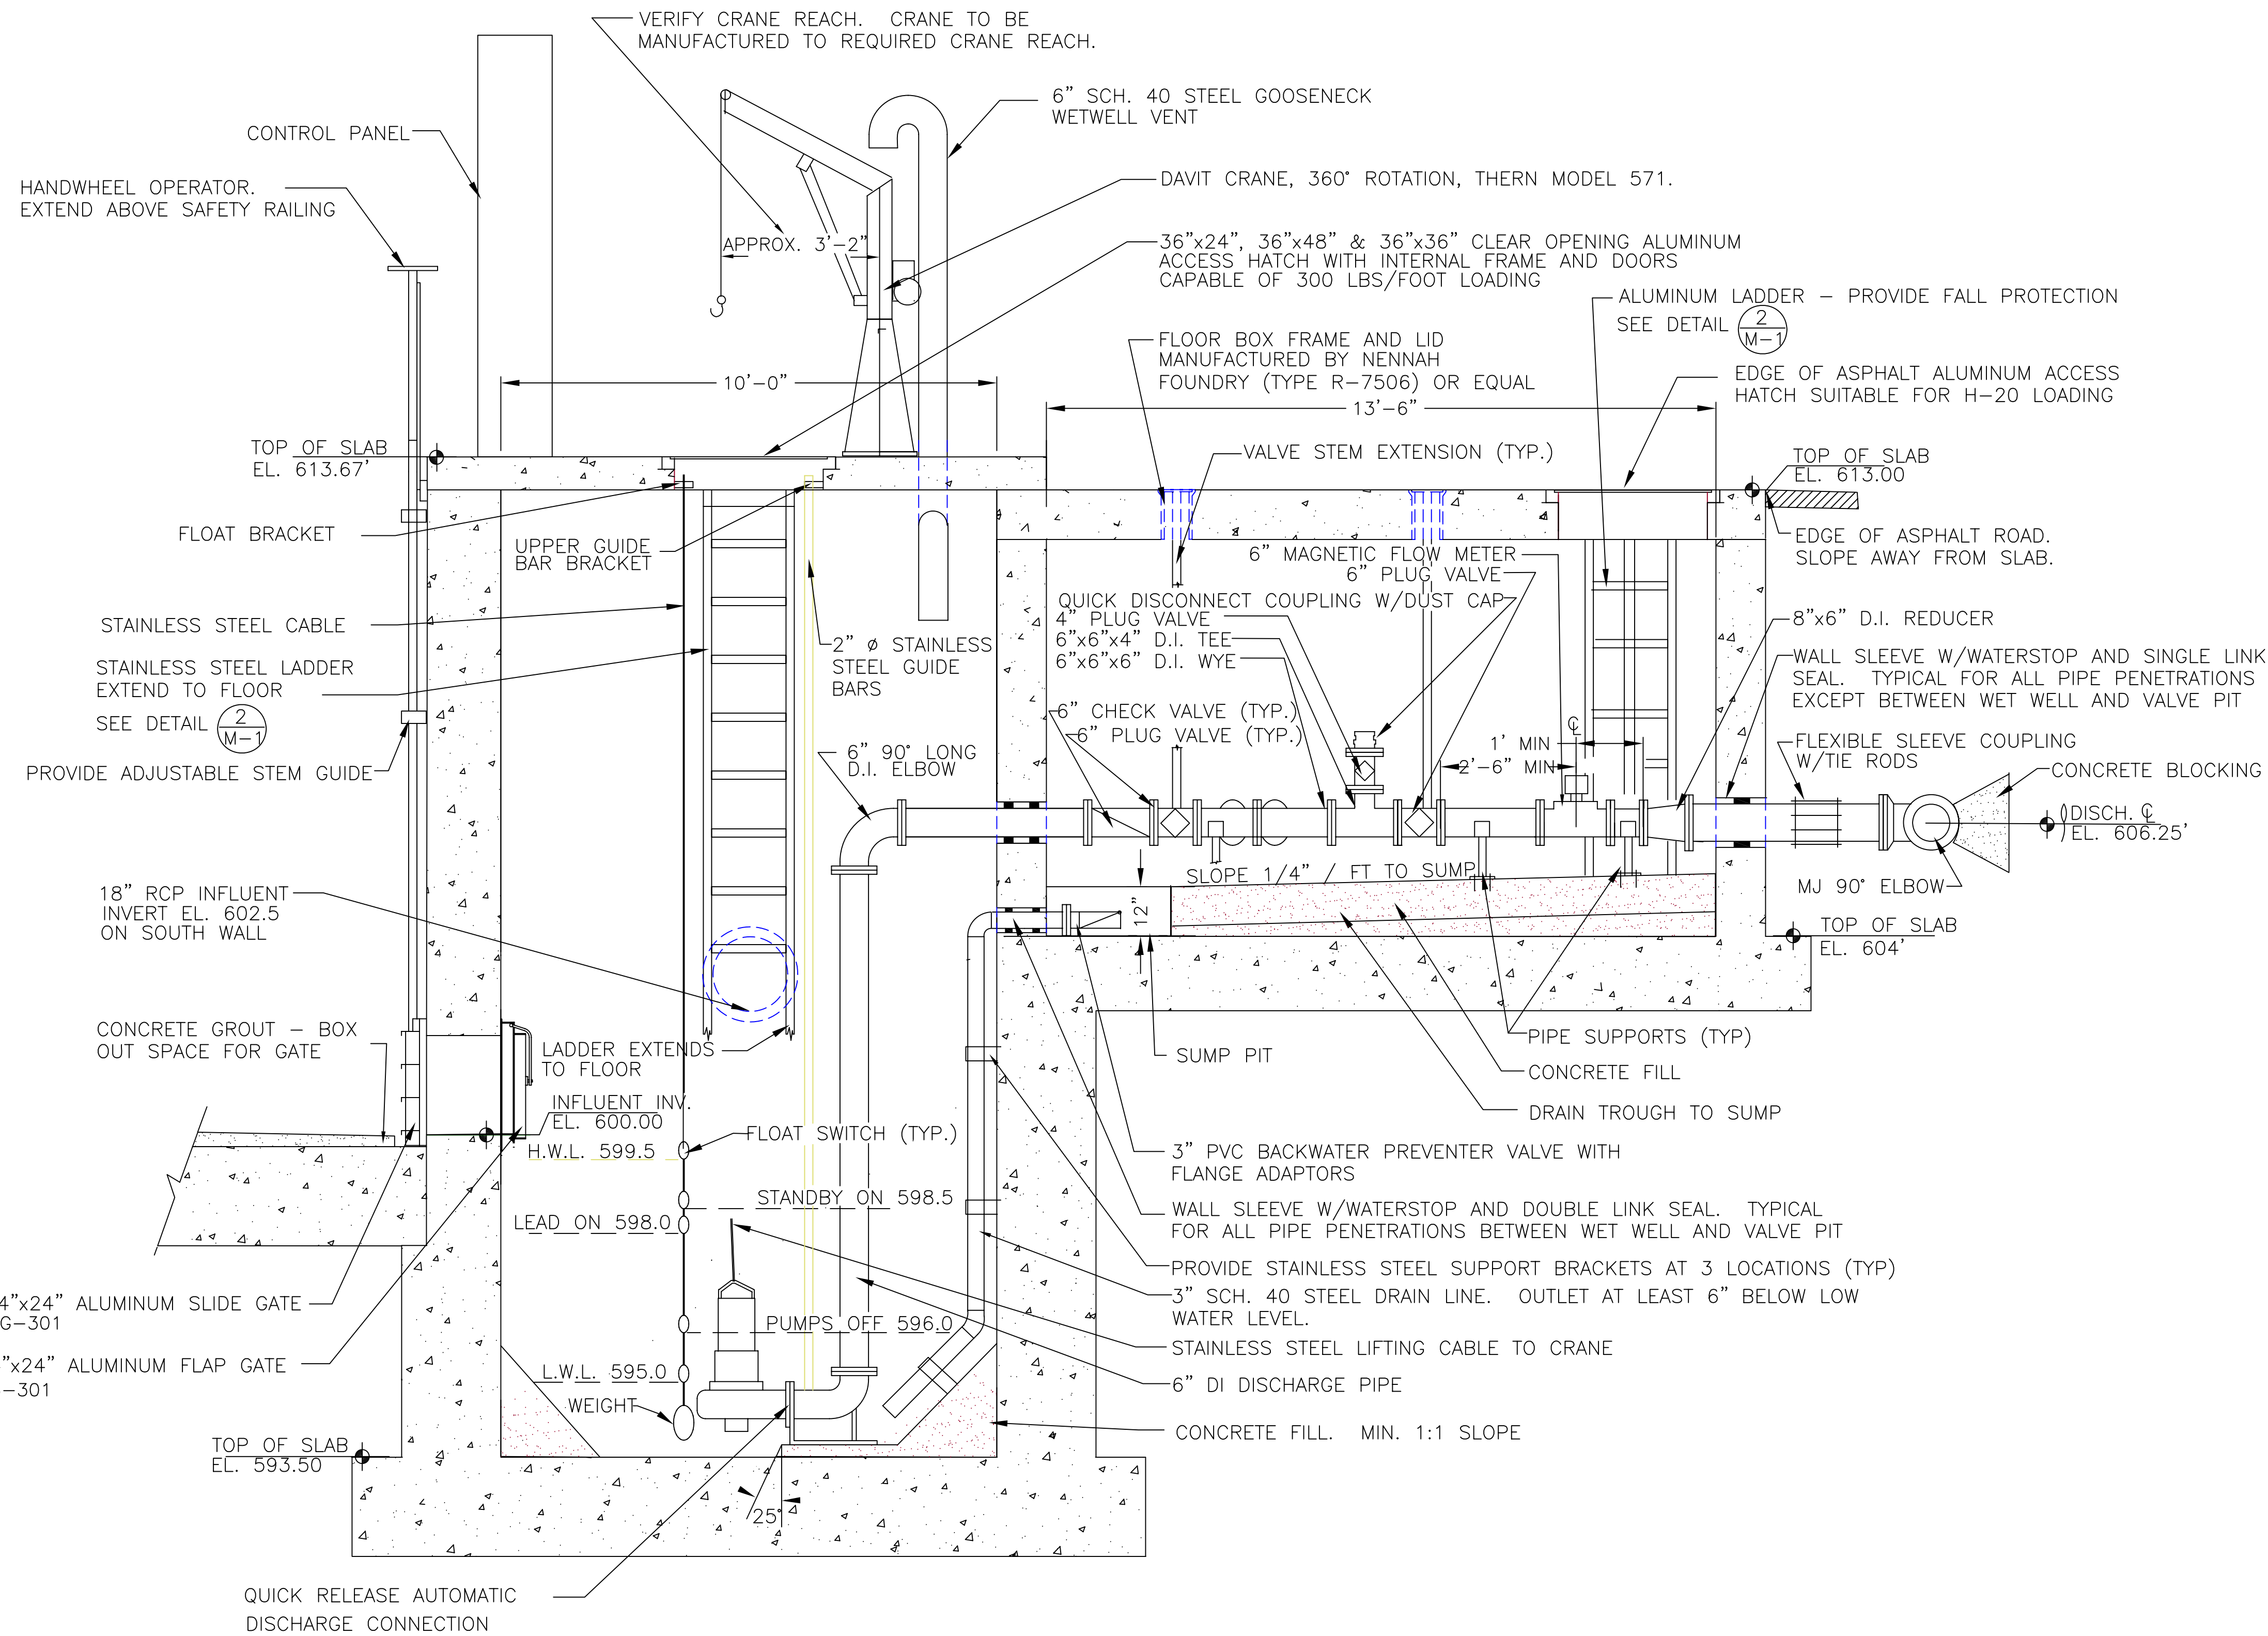 VERIFY CRANE REACH.  CRANE TO BE
MANUFACTURED TO REQUIRED CRANE REACH.
6" SCH. 40 STEEL GOOSENECK
WETWELL VENT
CONTROL PANEL
HANDWHEEL OPERATOR.
EXTEND ABOVE SAFETY RAILING
DAVIT CRANE, 360° ROTATION, THERN MODEL 571.
APPROX. 3'-2"
36"x24", 36"x48" & 36"x36" CLEAR OPENING ALUMINUM
ACCESS HATCH WITH INTERNAL FRAME AND DOORS
CAPABLE OF 300 LBS/FOOT LOADING
ALUMINUM LADDER – PROVIDE FALL PROTECTION
SEE DETAIL
2
M-1
FLOOR BOX FRAME AND LID
MANUFACTURED BY NENNAH
FOUNDRY (TYPE R-7506) OR EQUAL
EDGE OF ASPHALT ALUMINUM ACCESS
HATCH SUITABLE FOR H-20 LOADING
10'-0"
13'-6"
TOP OF SLAB
EL. 613.67'
VALVE STEM EXTENSION (TYP.)
TOP OF SLAB
EL. 613.00
FLOAT BRACKET
UPPER GUIDE
BAR BRACKET
EDGE OF ASPHALT ROAD.
SLOPE AWAY FROM SLAB.
6" MAGNETIC FLOW METER
6" PLUG VALVE
QUICK DISCONNECT COUPLING W/DUST CAP
4" PLUG VALVE
6"x6"x4" D.I. TEE
6"x6"x6" D.I. WYE
STAINLESS STEEL CABLE
2" ø STAINLESS
STEEL GUIDE
BARS
8"x6" D.I. REDUCER
STAINLESS STEEL LADDER
EXTEND TO FLOOR
SEE DETAIL
2
M-1
WALL SLEEVE W/WATERSTOP AND SINGLE LINK
SEAL.  TYPICAL FOR ALL PIPE PENETRATIONS
EXCEPT BETWEEN WET WELL AND VALVE PIT
6" CHECK VALVE (TYP.)
6" PLUG VALVE (TYP.)
℄
1' MIN
2'-6" MIN
PROVIDE ADJUSTABLE STEM GUIDE
6" 90° LONG
D.I. ELBOW
FLEXIBLE SLEEVE COUPLING
W/TIE RODS
CONCRETE BLOCKING
DISCH. ℄
EL. 606.25'
18" RCP INFLUENT
INVERT EL. 602.5
ON SOUTH WALL
SLOPE 1/4" / FT TO SUMP
12"
MJ 90° ELBOW
TOP OF SLAB
EL. 604'
CONCRETE GROUT – BOX
OUT SPACE FOR GATE
LADDER EXTENDS
TO FLOOR
SUMP PIT
PIPE SUPPORTS (TYP)
CONCRETE FILL
DRAIN TROUGH TO SUMP
INFLUENT INV.
EL. 600.00
FLOAT SWITCH (TYP.)
H.W.L. 599.5
3" PVC BACKWATER PREVENTER VALVE WITH
FLANGE ADAPTORS
STANDBY ON 598.5
LEAD ON 598.0
WALL SLEEVE W/WATERSTOP AND DOUBLE LINK SEAL.  TYPICAL
FOR ALL PIPE PENETRATIONS BETWEEN WET WELL AND VALVE PIT
PROVIDE STAINLESS STEEL SUPPORT BRACKETS AT 3 LOCATIONS (TYP)
4"x24" ALUMINUM SLIDE GATE
G-301
3" SCH. 40 STEEL DRAIN LINE.  OUTLET AT LEAST 6" BELOW LOW
WATER LEVEL.
PUMPS OFF 596.0
STAINLESS STEEL LIFTING CABLE TO CRANE
"x24" ALUMINUM FLAP GATE
-301
L.W.L. 595.0
6" DI DISCHARGE PIPE
WEIGHT
CONCRETE FILL.  MIN. 1:1 SLOPE
TOP OF SLAB
EL. 593.50
25°
QUICK RELEASE AUTOMATIC
DISCHARGE CONNECTION